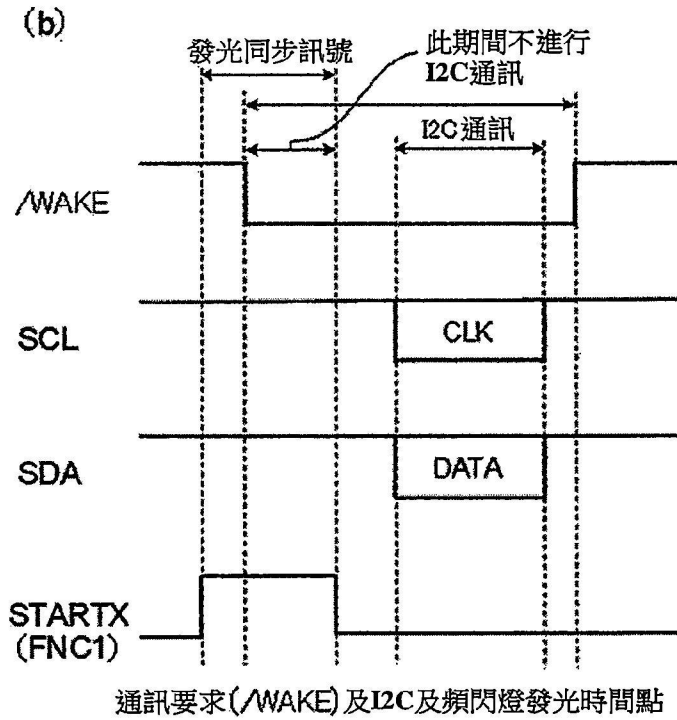 (b)
發光同步訊號
此期間不進行
I2C通訊
I2C通訊
/WAKE
SCL
CLK
SDA
DATA
STARTX
(FNC1)
通訊要求(/WAKE)及I2C及頻閃燈發光時間點